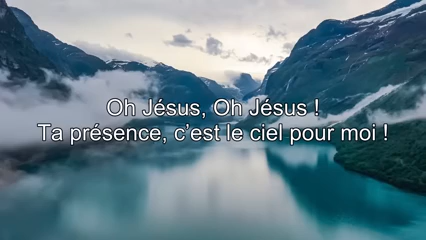 Oh Jésus, Oh Jésus !
Ta présence, c’est le ciel pour moi !